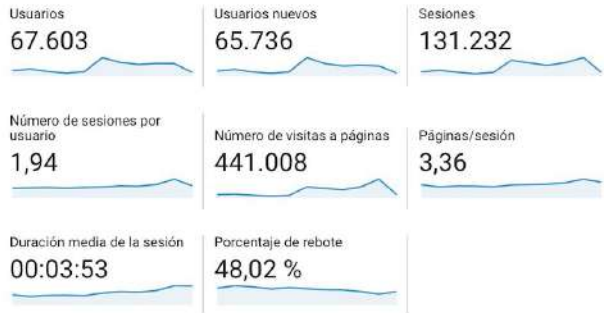 Usuarios
67.603
Usuarios nuevos
65.736
Sesiones
131.232
Número de sesiones por
usuario
1,94
Número de visitas a páginas
441.008
Páginas/sesión
3,36
Duración media de la sesión
00:03:53
Porcentaje de rebote
48,02 %